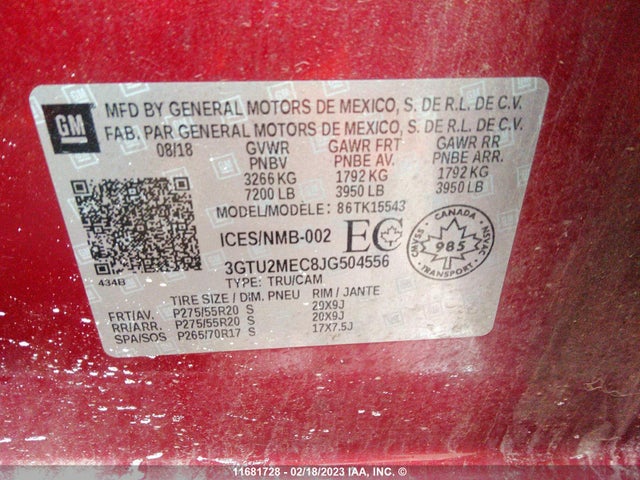 GM
MFD BY GENERAL MOTORS DE MEXICO, S. DE R.L. DE C.V.
FAB. PAR GENERAL MOTORS DE MEXICO, S. DE R.L. DE C.V.
08/18 GVWR GAWR FRT GAWR RR
PNBV PNBE AV. PNBE ARR.
3266 KG 1792 KG 1792 KG
7200 LB 3950 LB 3950 LB
MODEL/MODÈLE: 86TK15543
ICES/NMB-002 EC
CANADA
CMVSS 985 NSVAC
TRANSPORT
3GTU2MEC8JG504556
434B TYPE: TRU/CAM
TIRE SIZE / DIM. PNEU RIM / JANTE
FRT/AV. P275/55R20 S 29X9J
RR/ARR. P275/55R20 S 20X9J
SPA/SOS P265/70R17 S 17X7.5J
11681728 - 02/18/2023 IAA, INC. ©